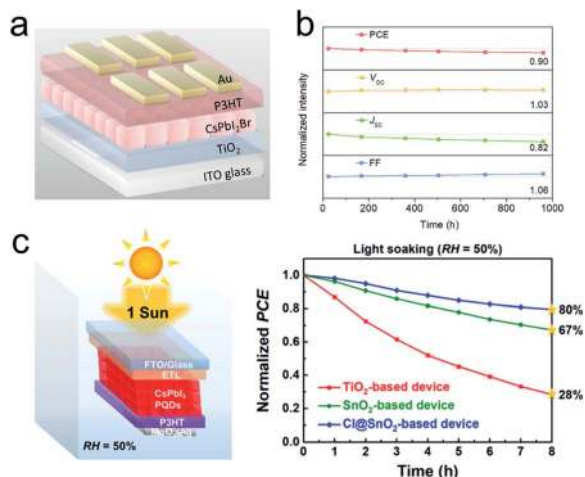 a
Au
P3HT
CsPbI₂Br
TiO₂
ITO glass
b
Normalized intensity
PCE
0.90
V_OC
1.03
J_SC
0.82
FF
1.06
0 200 400 600 800 1000
Time (h)
c
1 Sun
FTO/Glass
ETL
CsPbI₃
PQDs
P3HT
RH = 50%
Light soaking (RH = 50%)
Normalized PCE
1.0
0.8
0.6
0.4
0.2
0.0
80%
67%
28%
TiO₂-based device
SnO₂-based device
Cl@SnO₂-based device
0 1 2 3 4 5 6 7 8
Time (h)